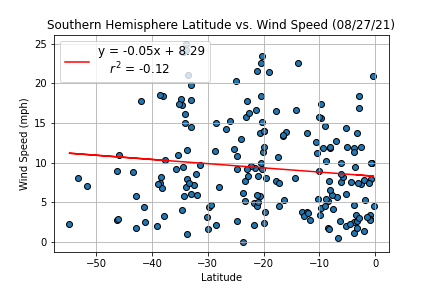 Southern Hemisphere Latitude vs. Wind Speed (08/27/21)
y = -0.05x + 8.29
r² = -0.12
Wind Speed (mph)
25
20
15
10
5
0
−50
−40
−30
−20
−10
0
Latitude